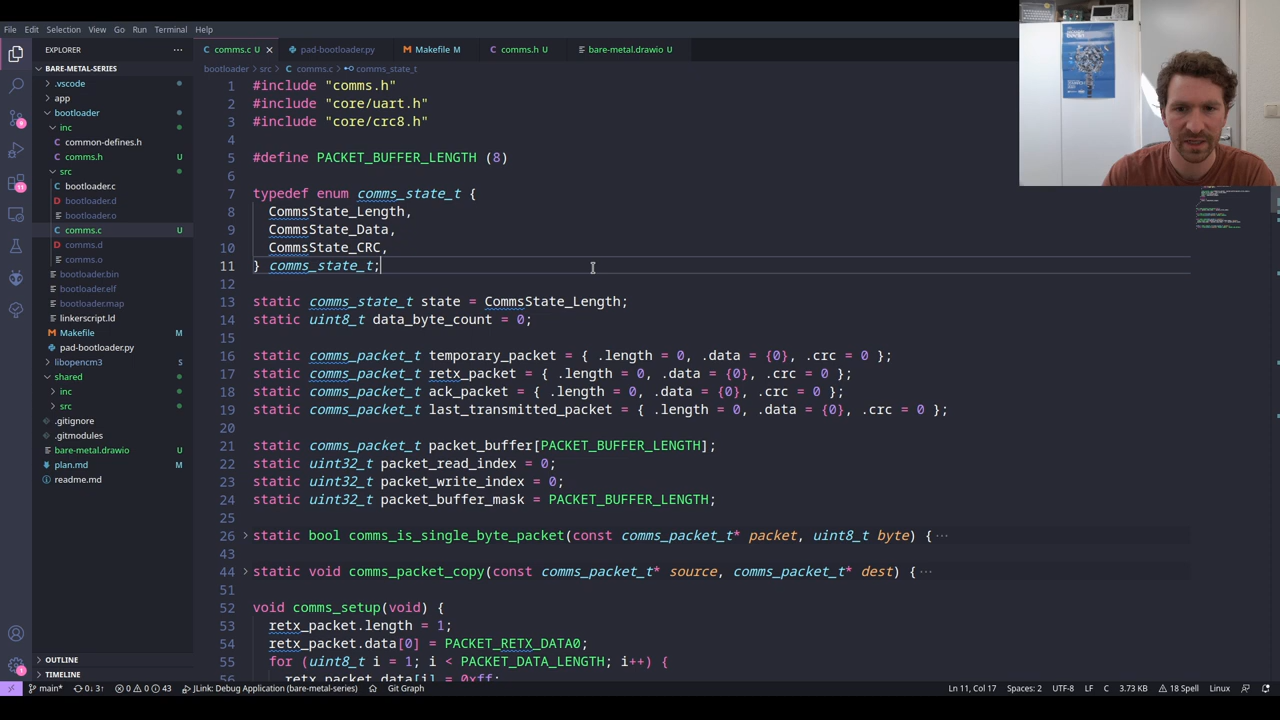 File Edit Selection View Go Run Terminal Help
EXPLORER
BARE-METAL-SERIES
.vscode
app
bootloader
inc
common-defines.h
comms.h U
src
bootloader.c
bootloader.d
bootloader.o
comms.c U
comms.d
comms.o
bootloader.bin
bootloader.elf
bootloader.map
linkerscript.ld
Makefile M
pad-bootloader.py
libopencm3 S
shared
inc
src
.gitignore
.gitmodules
bare-metal.drawio U
plan.md M
readme.md
OUTLINE
TIMELINE
comms.c U pad-bootloader.py Makefile M comms.h U bare-metal.drawio U
bootloader > src > comms.c > comms_state_t
1 #include "comms.h"
2 #include "core/uart.h"
3 #include "core/crc8.h"
4
5 #define PACKET_BUFFER_LENGTH (8)
6
7 typedef enum comms_state_t {
8 CommsState_Length,
9 CommsState_Data,
10 CommsState_CRC,
11 } comms_state_t;
12
13 static comms_state_t state = CommsState_Length;
14 static uint8_t data_byte_count = 0;
15
16 static comms_packet_t temporary_packet = { .length = 0, .data = {0}, .crc = 0 };
17 static comms_packet_t retx_packet = { .length = 0, .data = {0}, .crc = 0 };
18 static comms_packet_t ack_packet = { .length = 0, .data = {0}, .crc = 0 };
19 static comms_packet_t last_transmitted_packet = { .length = 0, .data = {0}, .crc = 0 };
20
21 static comms_packet_t packet_buffer[PACKET_BUFFER_LENGTH];
22 static uint32_t packet_read_index = 0;
23 static uint32_t packet_write_index = 0;
24 static uint32_t packet_buffer_mask = PACKET_BUFFER_LENGTH;
25
26 static bool comms_is_single_byte_packet(const comms_packet_t* packet, uint8_t byte) {···
43
44 static void comms_packet_copy(const comms_packet_t* source, comms_packet_t* dest) {···
51
52 void comms_setup(void) {
53 retx_packet.length = 1;
54 retx_packet.data[0] = PACKET_RETX_DATA0;
55 for (uint8_t i = 1; i < PACKET_DATA_LENGTH; i++) {
56 retx_packet.data[i] = 0xff;
main* 0↓ 3↑ 0 0 43 JLink: Debug Application (bare-metal-series) Git Graph Ln 11, Col 17 Spaces: 2 UTF-8 LF C 3.73 KB 18 Spell Linux